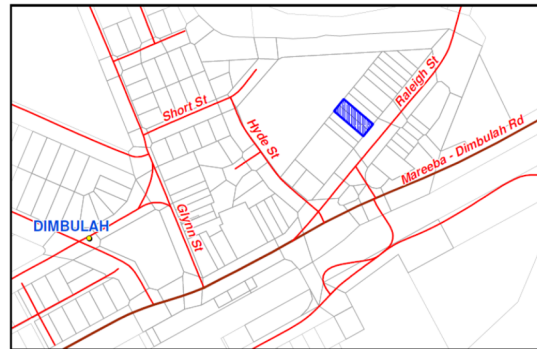 Short St
Hyde St
Raleigh St
Mareeba - Dimbulah Rd
DIMBULAH
Glynn St